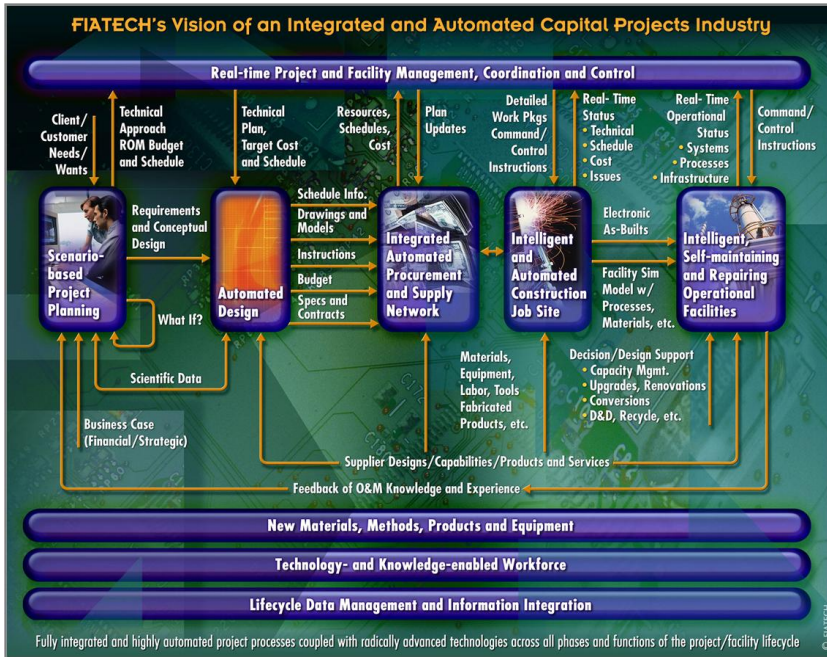 FIATECH's Vision of an Integrated and Automated Capital Projects Industry
Real-time Project and Facility Management, Coordination and Control
Client/
Customer
Needs/
Wants
Technical
Approach
ROM Budget
and Schedule
Technical
Plan,
Target Cost
and Schedule
Resources,
Schedules,
Cost
Plan
Updates
Detailed
Work Pkgs
Command/
Control
Instructions
Real- Time
Status
• Technical
• Schedule
• Cost
• Issues
Real- Time
Operational
Status
• Systems
• Processes
• Infrastructure
Command/
Control
Instructions
Scenario-
based
Project
Planning
Requirements
and Conceptual
Design
Automated
Design
Schedule Info.
Drawings and
Models
Instructions
Budget
Specs and
Contracts
Integrated
Automated
Procurement
and Supply
Network
Intelligent
and
Automated
Construction
Job Site
Electronic
As-Builts
Facility Sim
Model w/
Processes,
Materials, etc.
Intelligent,
Self-maintaining
and Repairing
Operational
Facilities
What If?
Scientific Data
Business Case
(Financial/Strategic)
Materials,
Equipment,
Labor, Tools
Fabricated
Products, etc.
Decision/Design Support
• Capacity Mgmt.
• Upgrades, Renovations
• Conversions
• D&D, Recycle, etc.
Supplier Designs/Capabilities/Products and Services
Feedback of O&M Knowledge and Experience
New Materials, Methods, Products and Equipment
Technology- and Knowledge-enabled Workforce
Lifecycle Data Management and Information Integration
Fully integrated and highly automated project processes coupled with radically advanced technologies across all phases and functions of the project/facility lifecycle
© FIATECH